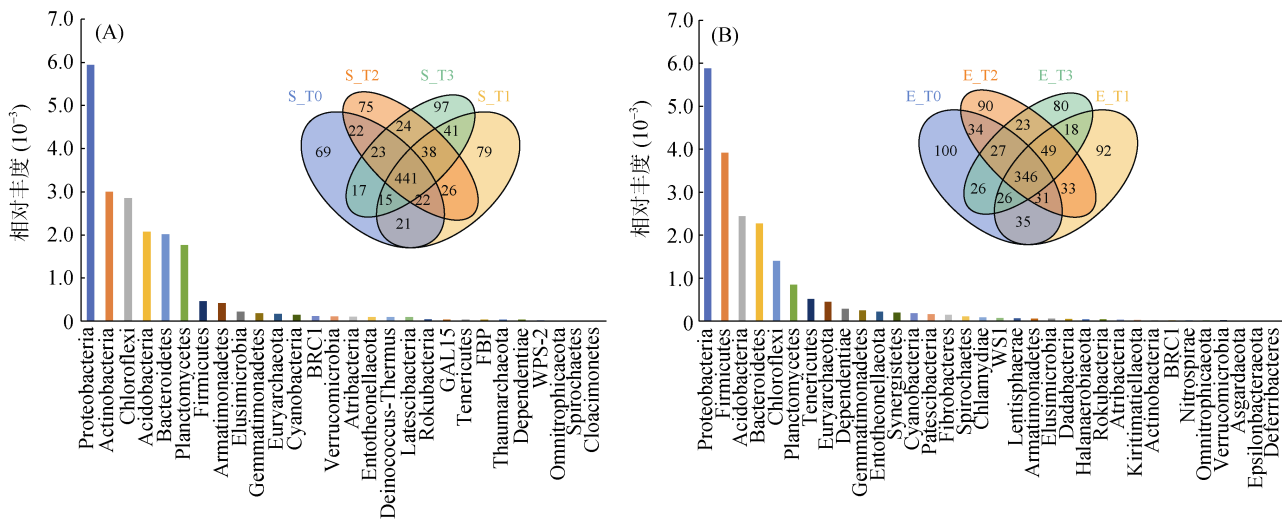 (A)
相对丰度 (10⁻³)
7.0
6.0
5.0
4.0
3.0
2.0
1.0
0
S_T0
S_T2
S_T3
S_T1
75
97
22
24
41
69
23
38
79
441
17
15
22
26
21
Proteobacteria
Actinobacteria
Chloroflexi
Acidobacteria
Bacteroidetes
Planctomycetes
Firmicutes
Armatimonadetes
Elusimicrobia
Gemmatimonadetes
Euryarchaeota
Cyanobacteria
BRC1
Verrucomicrobia
Atribacteria
Entotheonellaeota
Deinococcus-Thermus
Latescibacteria
Rokubacteria
GAL15
Tenericutes
FBP
Thaumarchaeota
Dependentiae
WPS-2
Omnitrophicaeota
Spirochaetes
Cloacimonetes
(B)
相对丰度 (10⁻³)
7.0
6.0
5.0
4.0
3.0
2.0
1.0
0
E_T0
E_T2
E_T3
E_T1
90
80
34
23
18
100
27
49
92
346
26
26
31
33
35
Proteobacteria
Firmicutes
Acidobacteria
Bacteroidetes
Chloroflexi
Planctomycetes
Tenericutes
Euryarchaeota
Dependentiae
Gemmatimonadetes
Entotheonellaeota
Synergistetes
Cyanobacteria
Patescibacteria
Fibrobacteres
Spirochaetes
Chlamydiae
WS1
Lentisphaerae
Armatimonadetes
Elusimicrobia
Dadabacteria
Halanaerobiaeota
Rokubacteria
Atribacteria
Kiritimatiellaeota
Actinobacteria
BRC1
Nitrospirae
Omnitrophicaeota
Verrucomicrobia
Asgardaeota
Epsilonbacteraeota
Deferribacteres